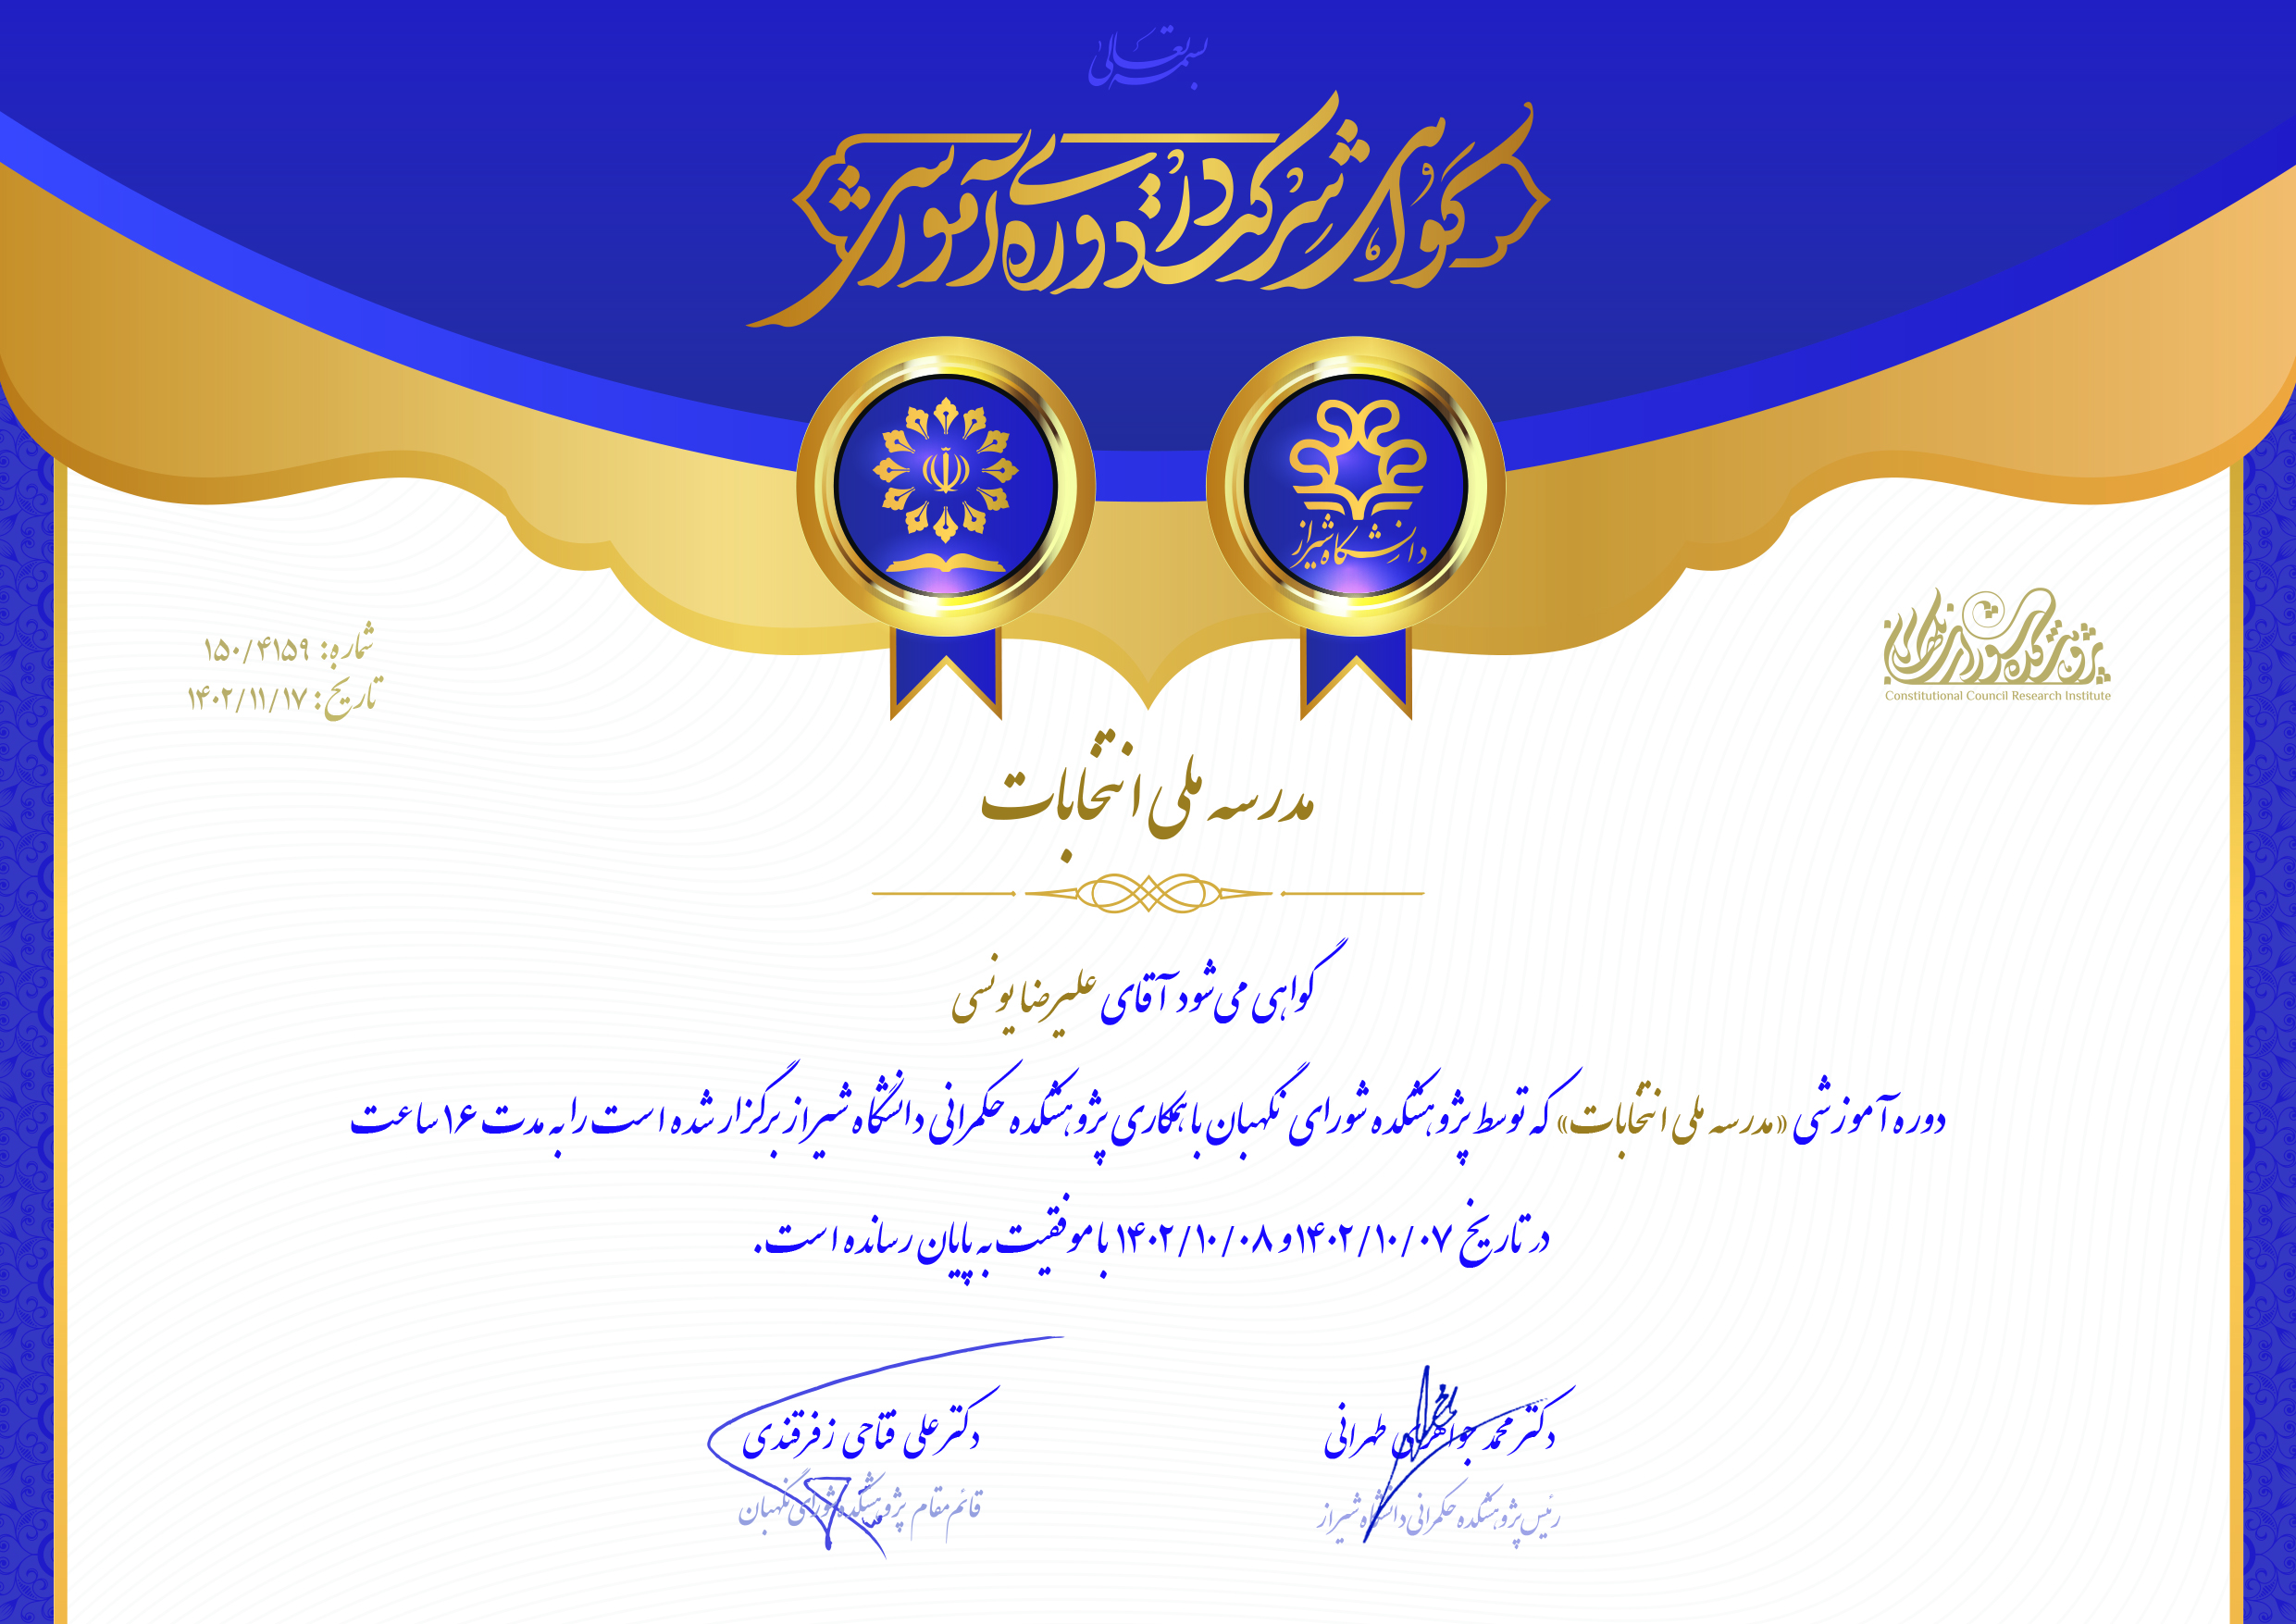 بسمه تعالی
گواهی شرکت در دوره‌ی آموزشی
دانشگاه شیراز
پژوهشکده شورای نگهبان
Constitutional Council Research Institute
شماره: ۱۵۰/۴۱۵۹
تاریخ: ۱۴۰۲/۱۱/۱۷
مدرسه ملی انتخابات
گواهی می‌شود آقای علیرضا یونسی
دوره آموزشی «مدرسه ملی انتخابات» که توسط پژوهشکده شورای نگهبان با همکاری پژوهشکده حکمرانی دانشگاه شیراز برگزار شده است را به مدت ۱۶ ساعت
در تاریخ ۱۴۰۲/۱۰/۰۷ و ۱۴۰۲/۱۰/۰۸ با موفقیت به پایان رسانده است.
دکتر محمد جواهری طهرانی
رئیس پژوهشکده حکمرانی دانشگاه شیراز
دکتر علی فتاحی زفرقندی
قائم مقام پژوهشکده شورای نگهبان